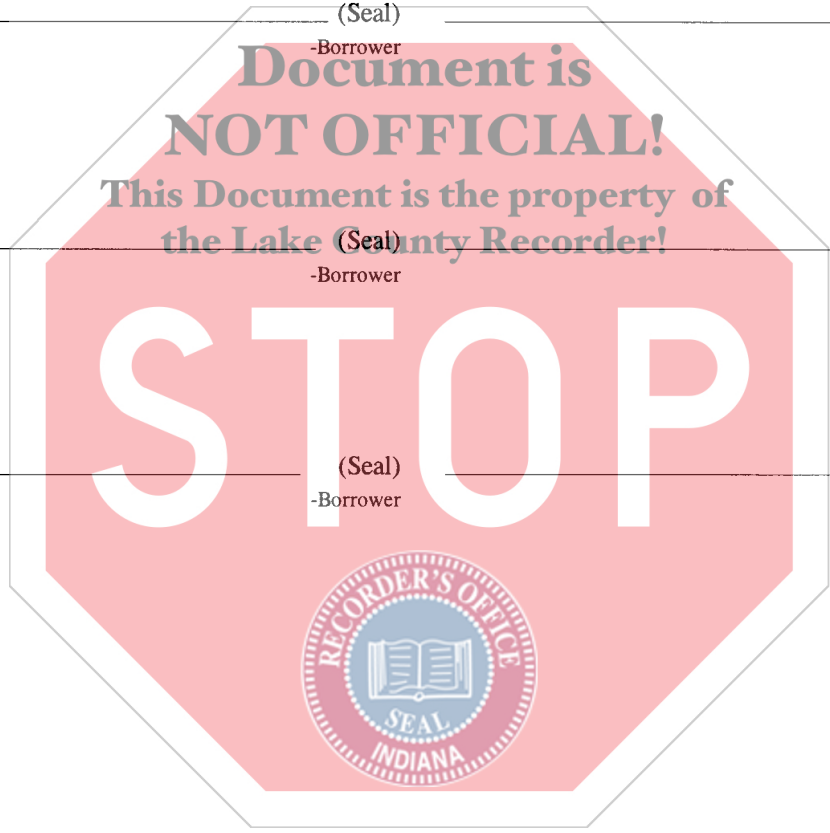 (Seal)
-Borrower
Document is
NOT OFFICIAL!
This Document is the property of
the Lake County Recorder!
(Seal)
-Borrower
STOP
(Seal)
-Borrower
RECORDER'S OFFICE
SEAL
INDIANA